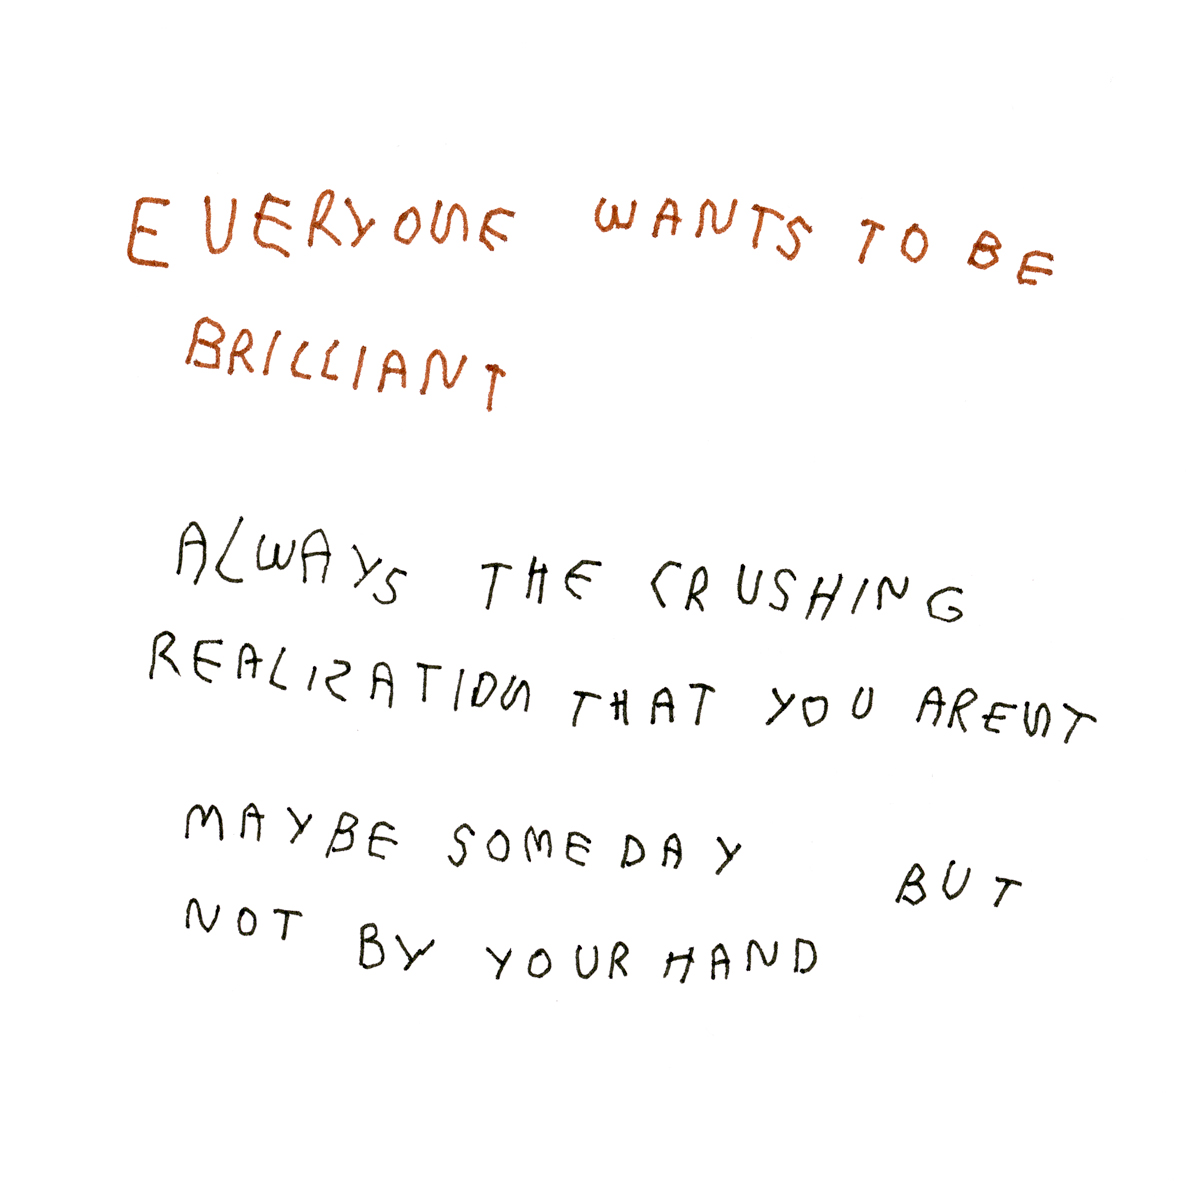 EVERYONE WANTS TO BE
BRILLIANT
ALWAYS THE CRUSHING
REALIZATION THAT YOU ARENT
MAYBE SOMEDAY BUT
NOT BY YOUR HAND